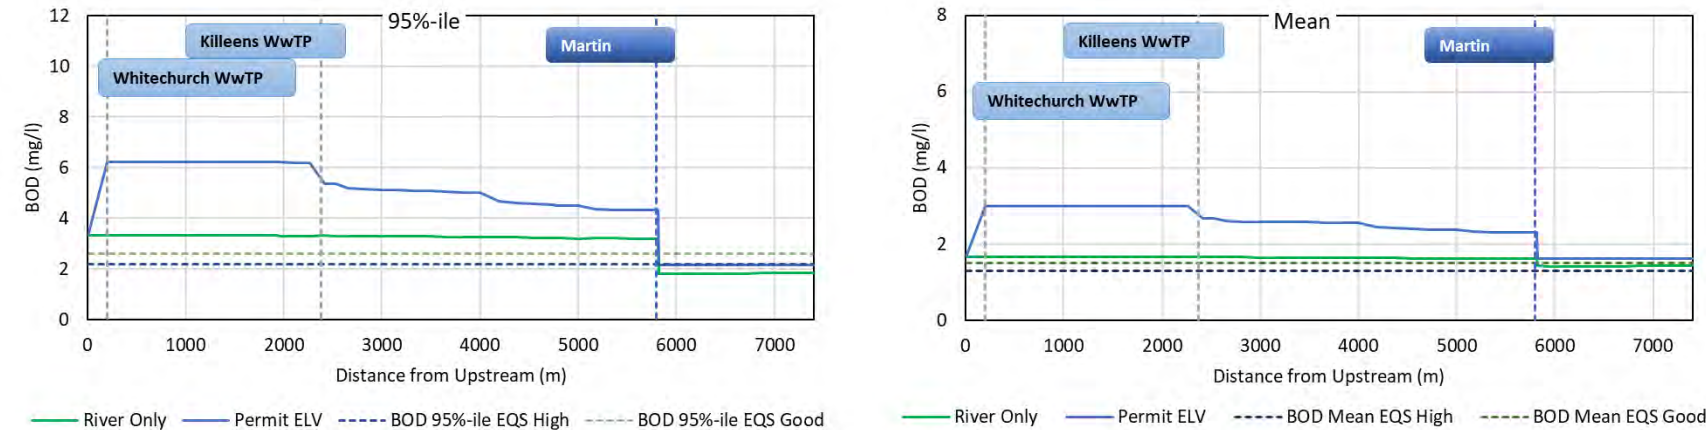 95%-ile
12
10
8
6
4
2
0
BOD (mg/l)
Killeens WwTP
Whitechurch WwTP
Martin
0 1000 2000 3000 4000 5000 6000 7000
Distance from Upstream (m)
River Only Permit ELV BOD 95%-ile EQS High BOD 95%-ile EQS Good
Mean
8
6
4
2
0
BOD (mg/l)
Killeens WwTP
Whitechurch WwTP
Martin
0 1000 2000 3000 4000 5000 6000 7000
Distance from Upstream (m)
River Only Permit ELV BOD Mean EQS High BOD Mean EQS Good